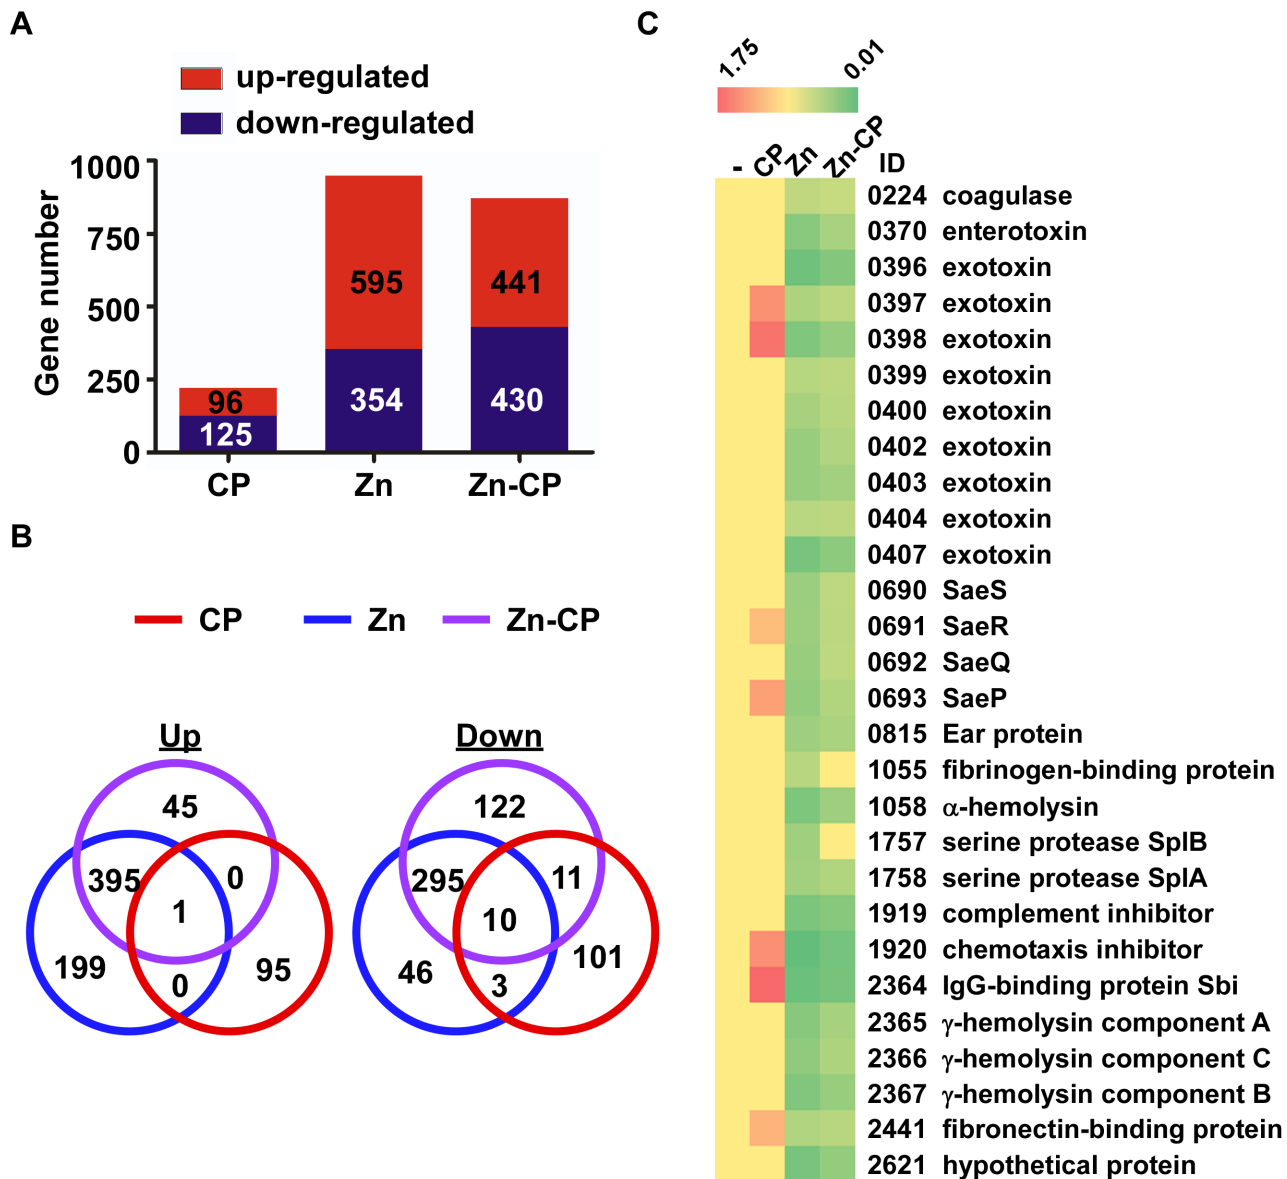 A
up-regulated
down-regulated
Gene number
1000
750
500
250
0
595
441
96
354
430
125
CP Zn Zn-CP
B
CP Zn Zn-CP
Up
45
395 0
1
199 95
0
Down
122
295 11
10
46 101
3
C
1.75 0.01
- CP Zn Zn-CP ID
0224 coagulase
0370 enterotoxin
0396 exotoxin
0397 exotoxin
0398 exotoxin
0399 exotoxin
0400 exotoxin
0402 exotoxin
0403 exotoxin
0404 exotoxin
0407 exotoxin
0690 SaeS
0691 SaeR
0692 SaeQ
0693 SaeP
0815 Ear protein
1055 fibrinogen-binding protein
1058 α-hemolysin
1757 serine protease SplB
1758 serine protease SplA
1919 complement inhibitor
1920 chemotaxis inhibitor
2364 IgG-binding protein Sbi
2365 γ-hemolysin component A
2366 γ-hemolysin component C
2367 γ-hemolysin component B
2441 fibronectin-binding protein
2621 hypothetical protein